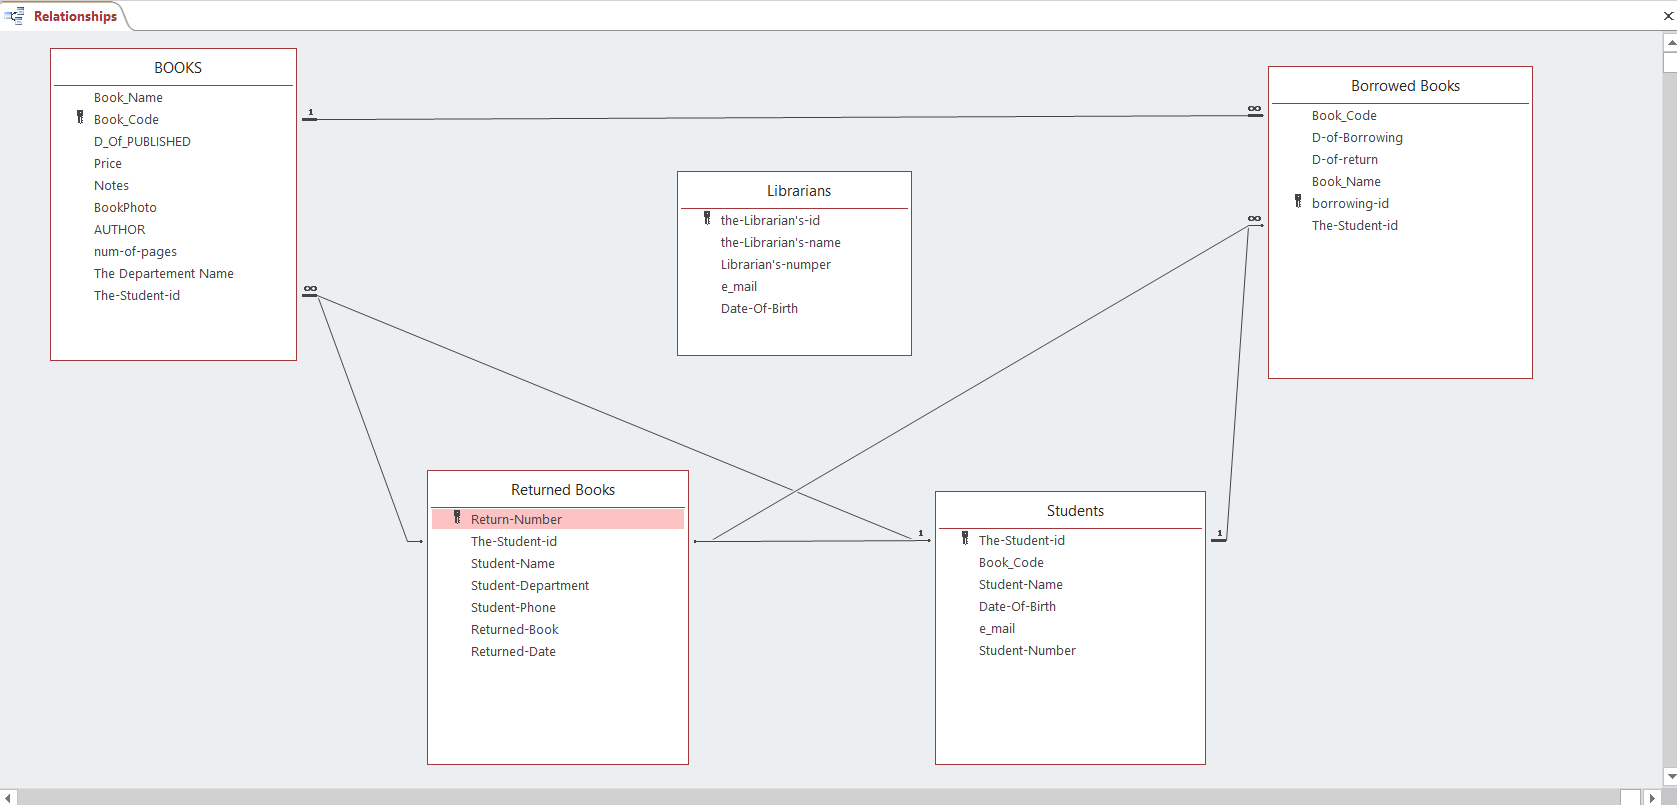 Relationships
BOOKS
Book_Name
Book_Code
D_Of_PUBLISHED
Price
Notes
BookPhoto
AUTHOR
num-of-pages
The Departement Name
The-Student-id
1
∞
∞
Librarians
the-Librarian's-id
the-Librarian's-name
Librarian's-numper
e_mail
Date-Of-Birth
Borrowed Books
Book_Code
D-of-Borrowing
D-of-return
Book_Name
borrowing-id
The-Student-id
∞
Returned Books
Return-Number
The-Student-id
Student-Name
Student-Department
Student-Phone
Returned-Book
Returned-Date
1
Students
The-Student-id
Book_Code
Student-Name
Date-Of-Birth
e_mail
Student-Number
1